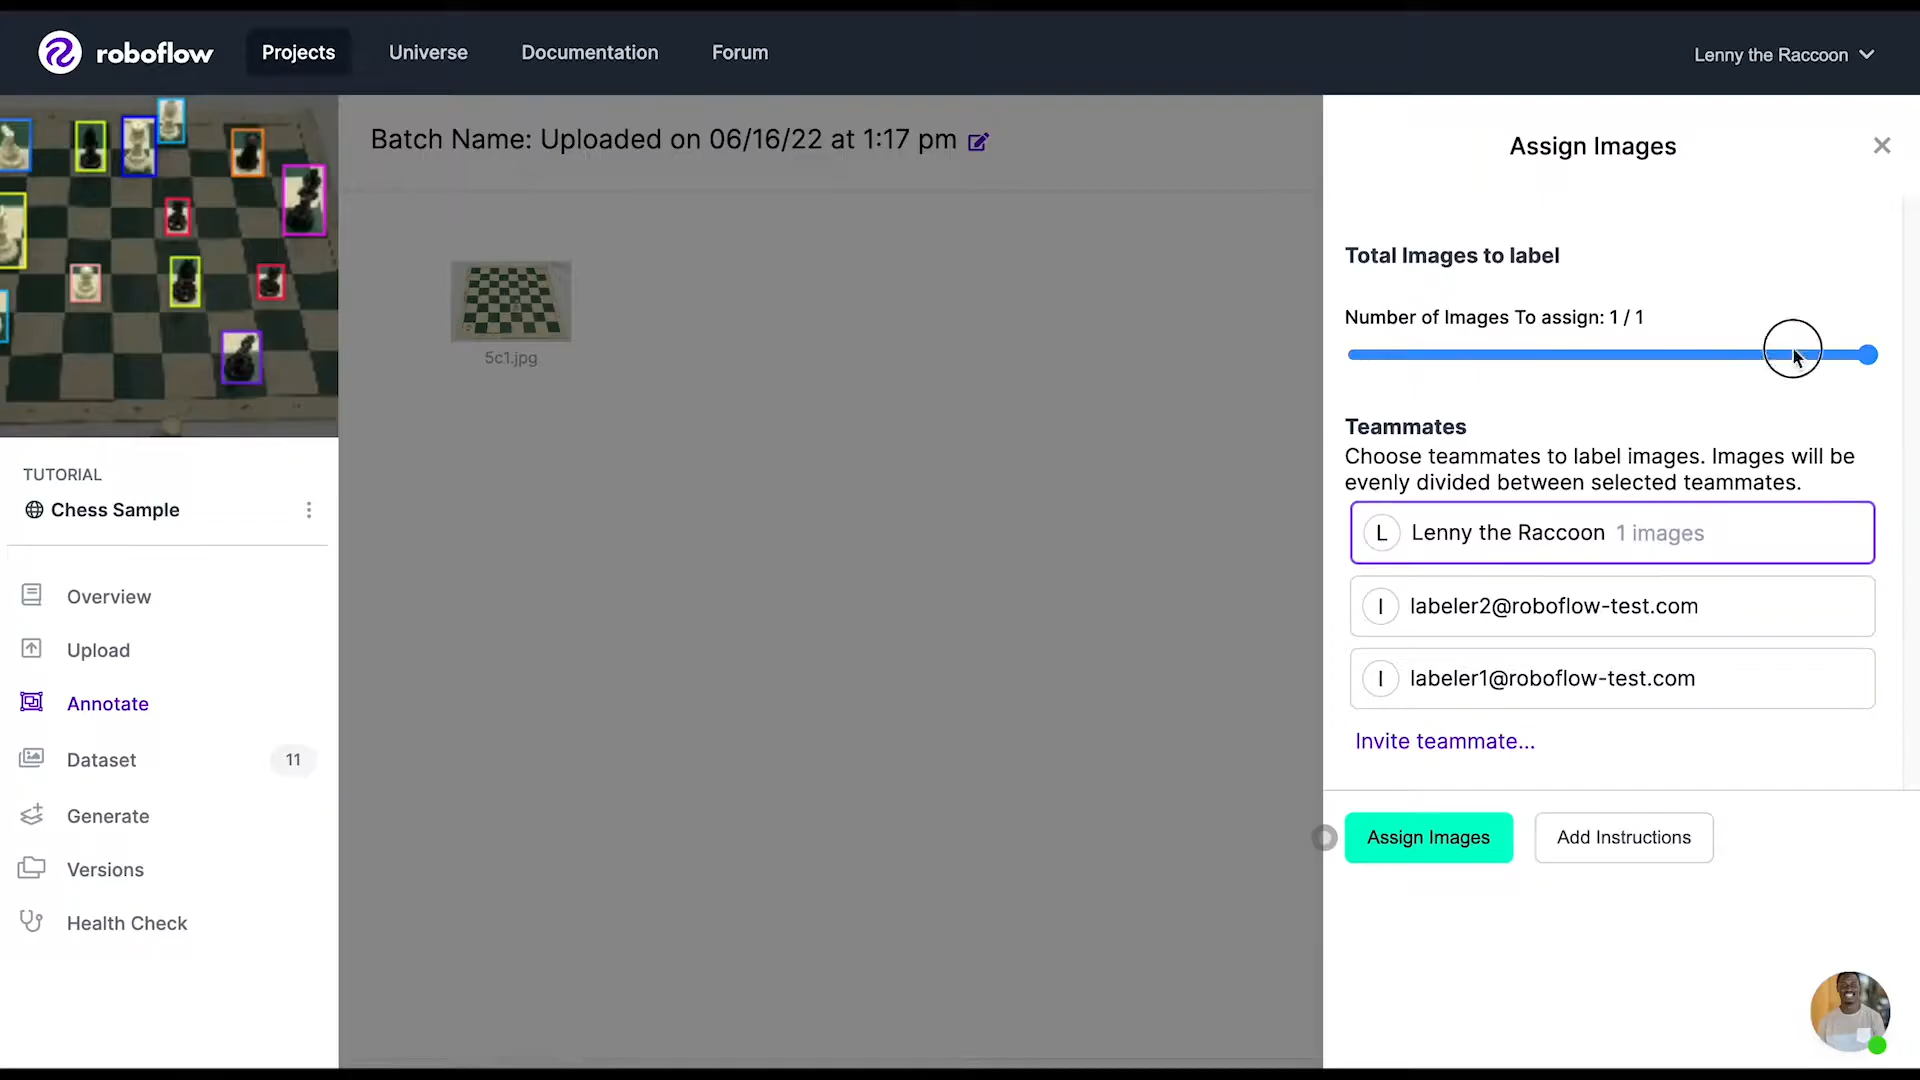 roboflow
Projects
Universe
Documentation
Forum
Lenny the Raccoon
TUTORIAL
Chess Sample
Overview
Upload
Annotate
Dataset 11
Generate
Versions
Health Check
Batch Name: Uploaded on 06/16/22 at 1:17 pm
5c1.jpg
Assign Images
Total Images to label
Number of Images To assign: 1 / 1
Teammates
Choose teammates to label images. Images will be
evenly divided between selected teammates.
L Lenny the Raccoon 1 images
l labeler2@roboflow-test.com
l labeler1@roboflow-test.com
Invite teammate...
Assign Images
Add Instructions